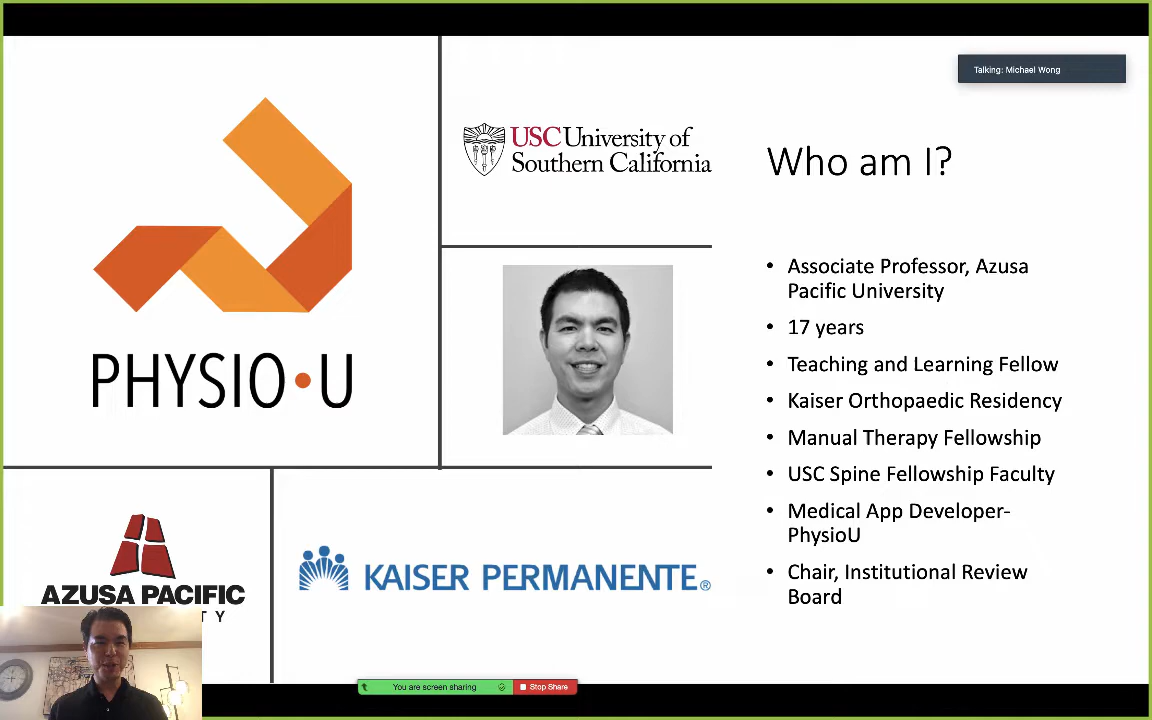 Talking: Michael Wong
USC University of
Southern California
Who am I?
• Associate Professor, Azusa
Pacific University
• 17 years
• Teaching and Learning Fellow
• Kaiser Orthopaedic Residency
• Manual Therapy Fellowship
• USC Spine Fellowship Faculty
• Medical App Developer-
PhysioU
• Chair, Institutional Review
Board
PHYSIO•U
AZUSA PACIFIC
TY
KAISER PERMANENTE®
You are screen sharing
Stop Share